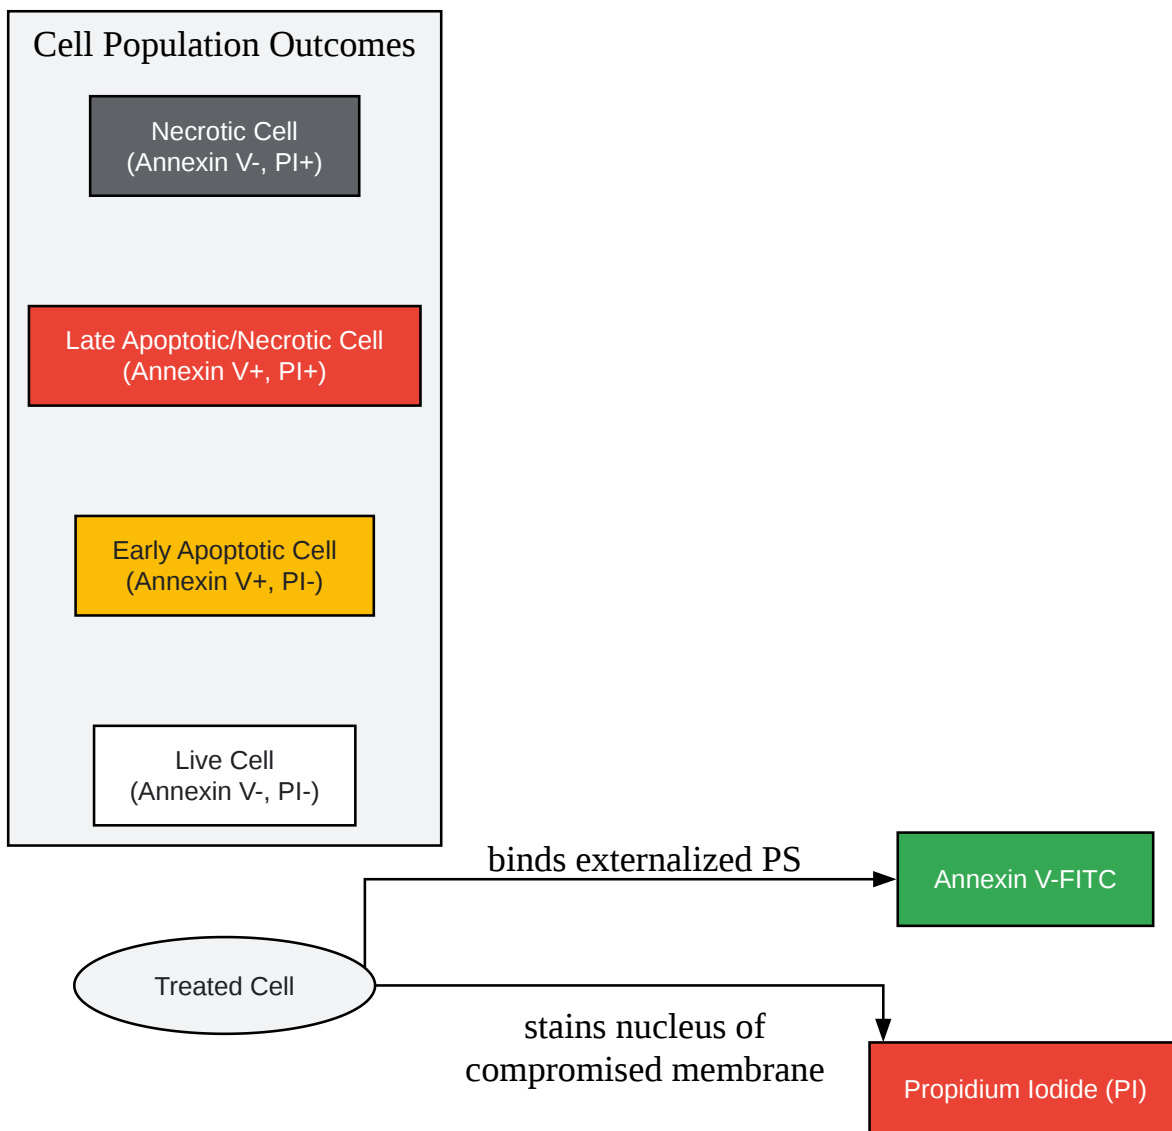 Cell Population Outcomes
Necrotic Cell
(Annexin V-, PI+)
Late Apoptotic/Necrotic Cell
(Annexin V+, PI+)
Early Apoptotic Cell
(Annexin V+, PI-)
Live Cell
(Annexin V-, PI-)
binds externalized PS
Annexin V-FITC
Treated Cell
stains nucleus of
compromised membrane
Propidium Iodide (PI)